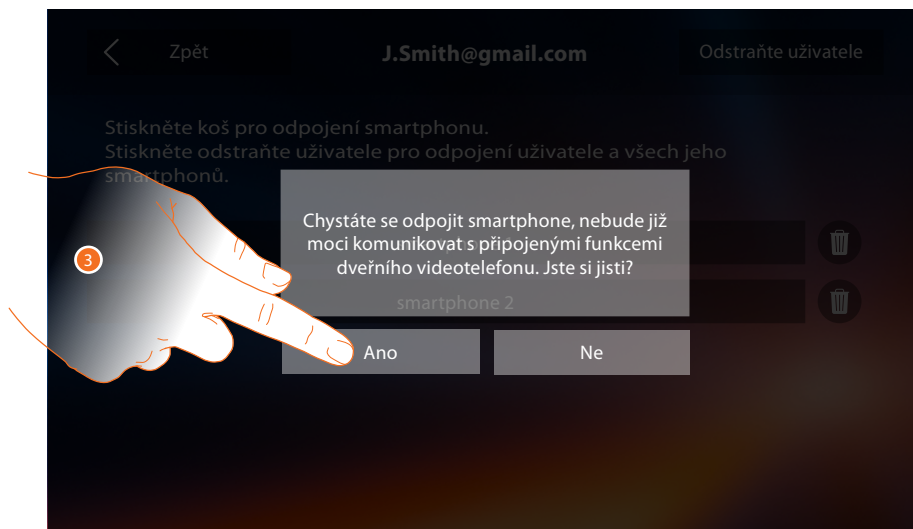 Zpět
J.Smith@gmail.com
Odstraňte uživatele
Stiskněte koš pro odpojení smartphonu.
Stiskněte odstraňte uživatele pro odpojení uživatele a všech jeho
smartphonů.
Chystáte se odpojit smartphone, nebude již
moci komunikovat s připojenými funkcemi
dveřního videotelefonu. Jste si jisti?
3
smartphone 2
Ano
Ne